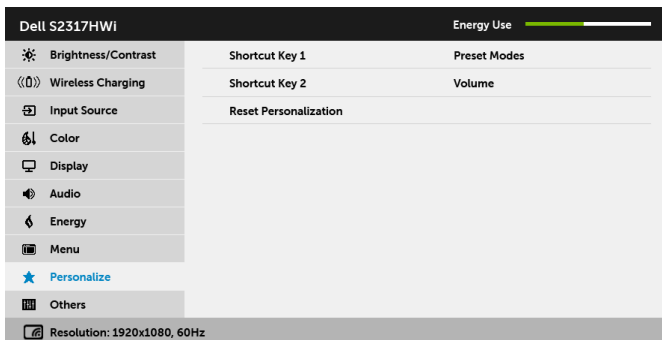 Dell S2317HWi
Energy Use
Brightness/Contrast
Shortcut Key 1
Preset Modes
Wireless Charging
Shortcut Key 2
Volume
Input Source
Reset Personalization
Color
Display
Audio
Energy
Menu
Personalize
Others
Resolution: 1920x1080, 60Hz